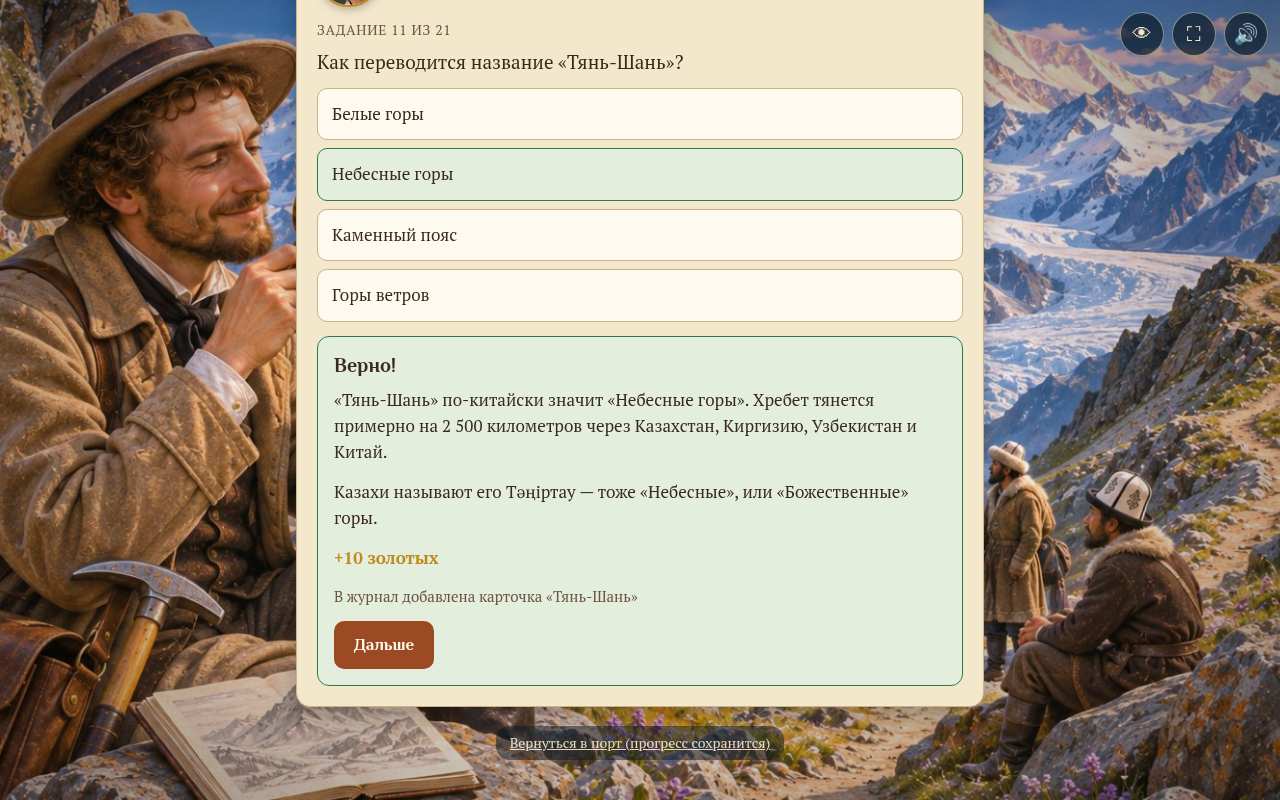 ЗАДАНИЕ 11 ИЗ 21
Как переводится название «Тянь-Шань»?
Белые горы
Небесные горы
Каменный пояс
Горы ветров
Верно!
«Тянь-Шань» по-китайски значит «Небесные горы». Хребет тянется
примерно на 2 500 километров через Казахстан, Киргизию, Узбекистан и
Китай.
Казахи называют его Тәңіртау — тоже «Небесные», или «Божественные»
горы.
+10 золотых
В журнал добавлена карточка «Тянь-Шань»
Дальше
Вернуться в порт (прогресс сохранится)